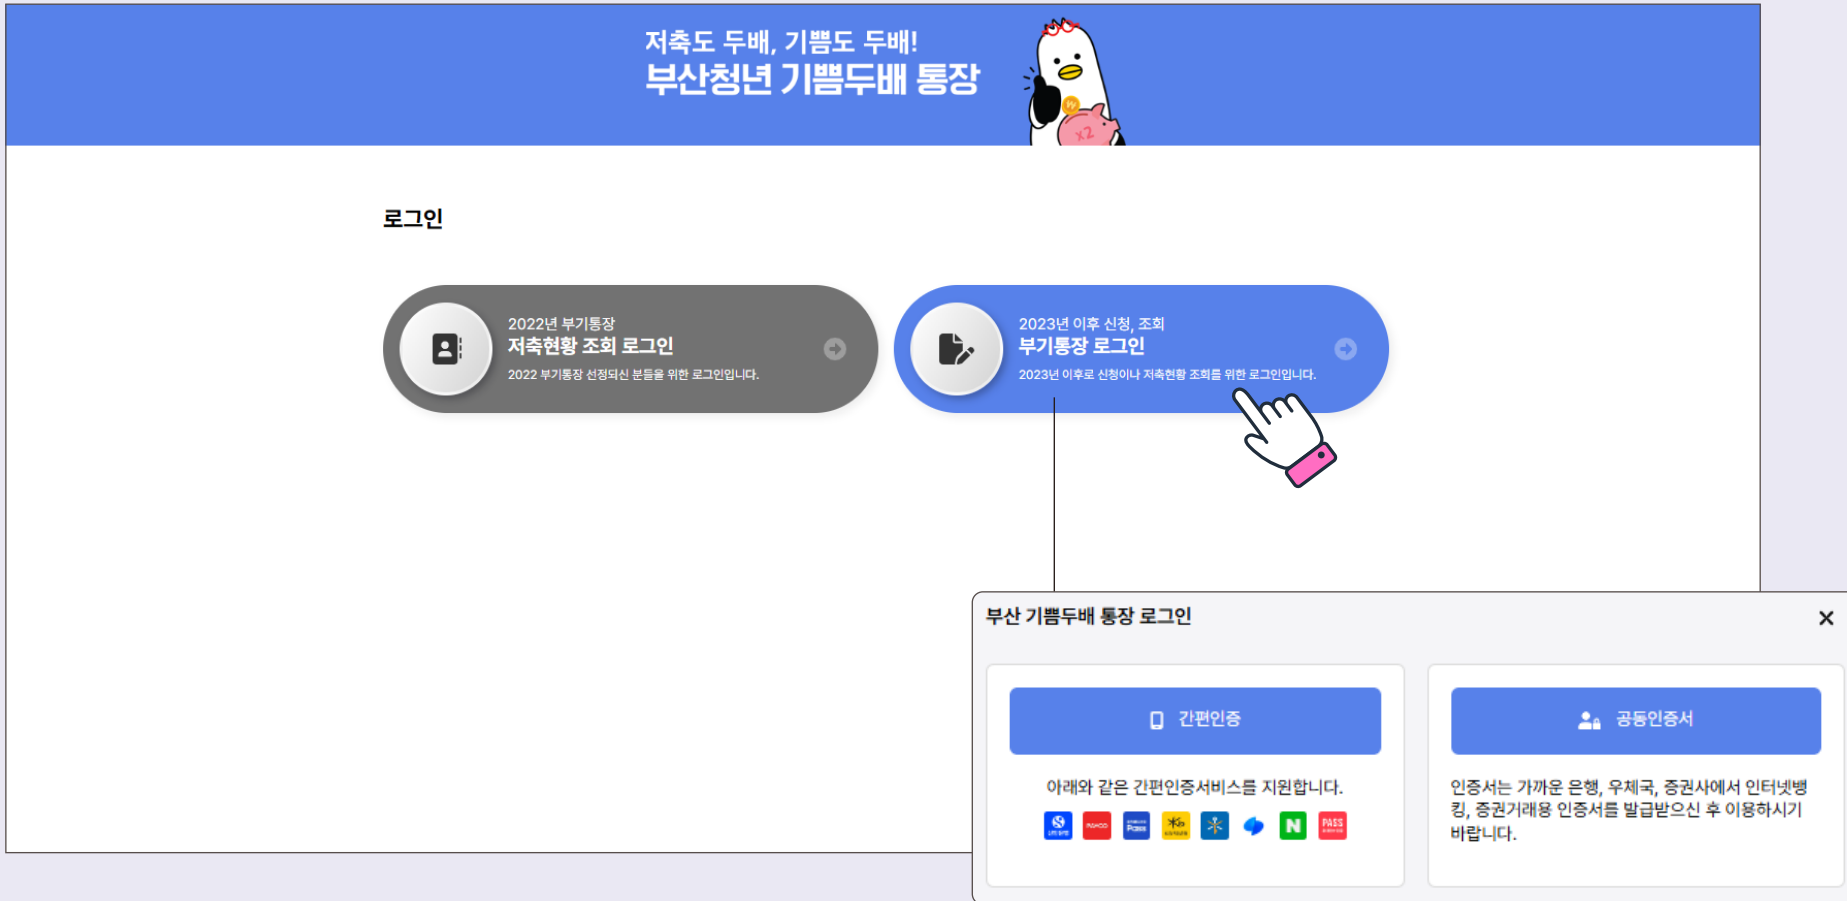 저축도 두배, 기쁨도 두배!
부산청년 기쁨두배 통장
X2
로그인
2022년 부기통장
저축현황 조회 로그인
2022 부기통장 선정되신 분들을 위한 로그인입니다.
2023년 이후 신청, 조회
부기통장 로그인
2023년 이후로 신청이나 저축현황 조회를 위한 로그인입니다.
부산 기쁨두배 통장 로그인
간편인증
아래와 같은 간편인증서비스를 지원합니다.
PAYCO
Pass
N
PASS
공동인증서
인증서는 가까운 은행, 우체국, 증권사에서 인터넷뱅
킹, 증권거래용 인증서를 발급받으신 후 이용하시기
바랍니다.